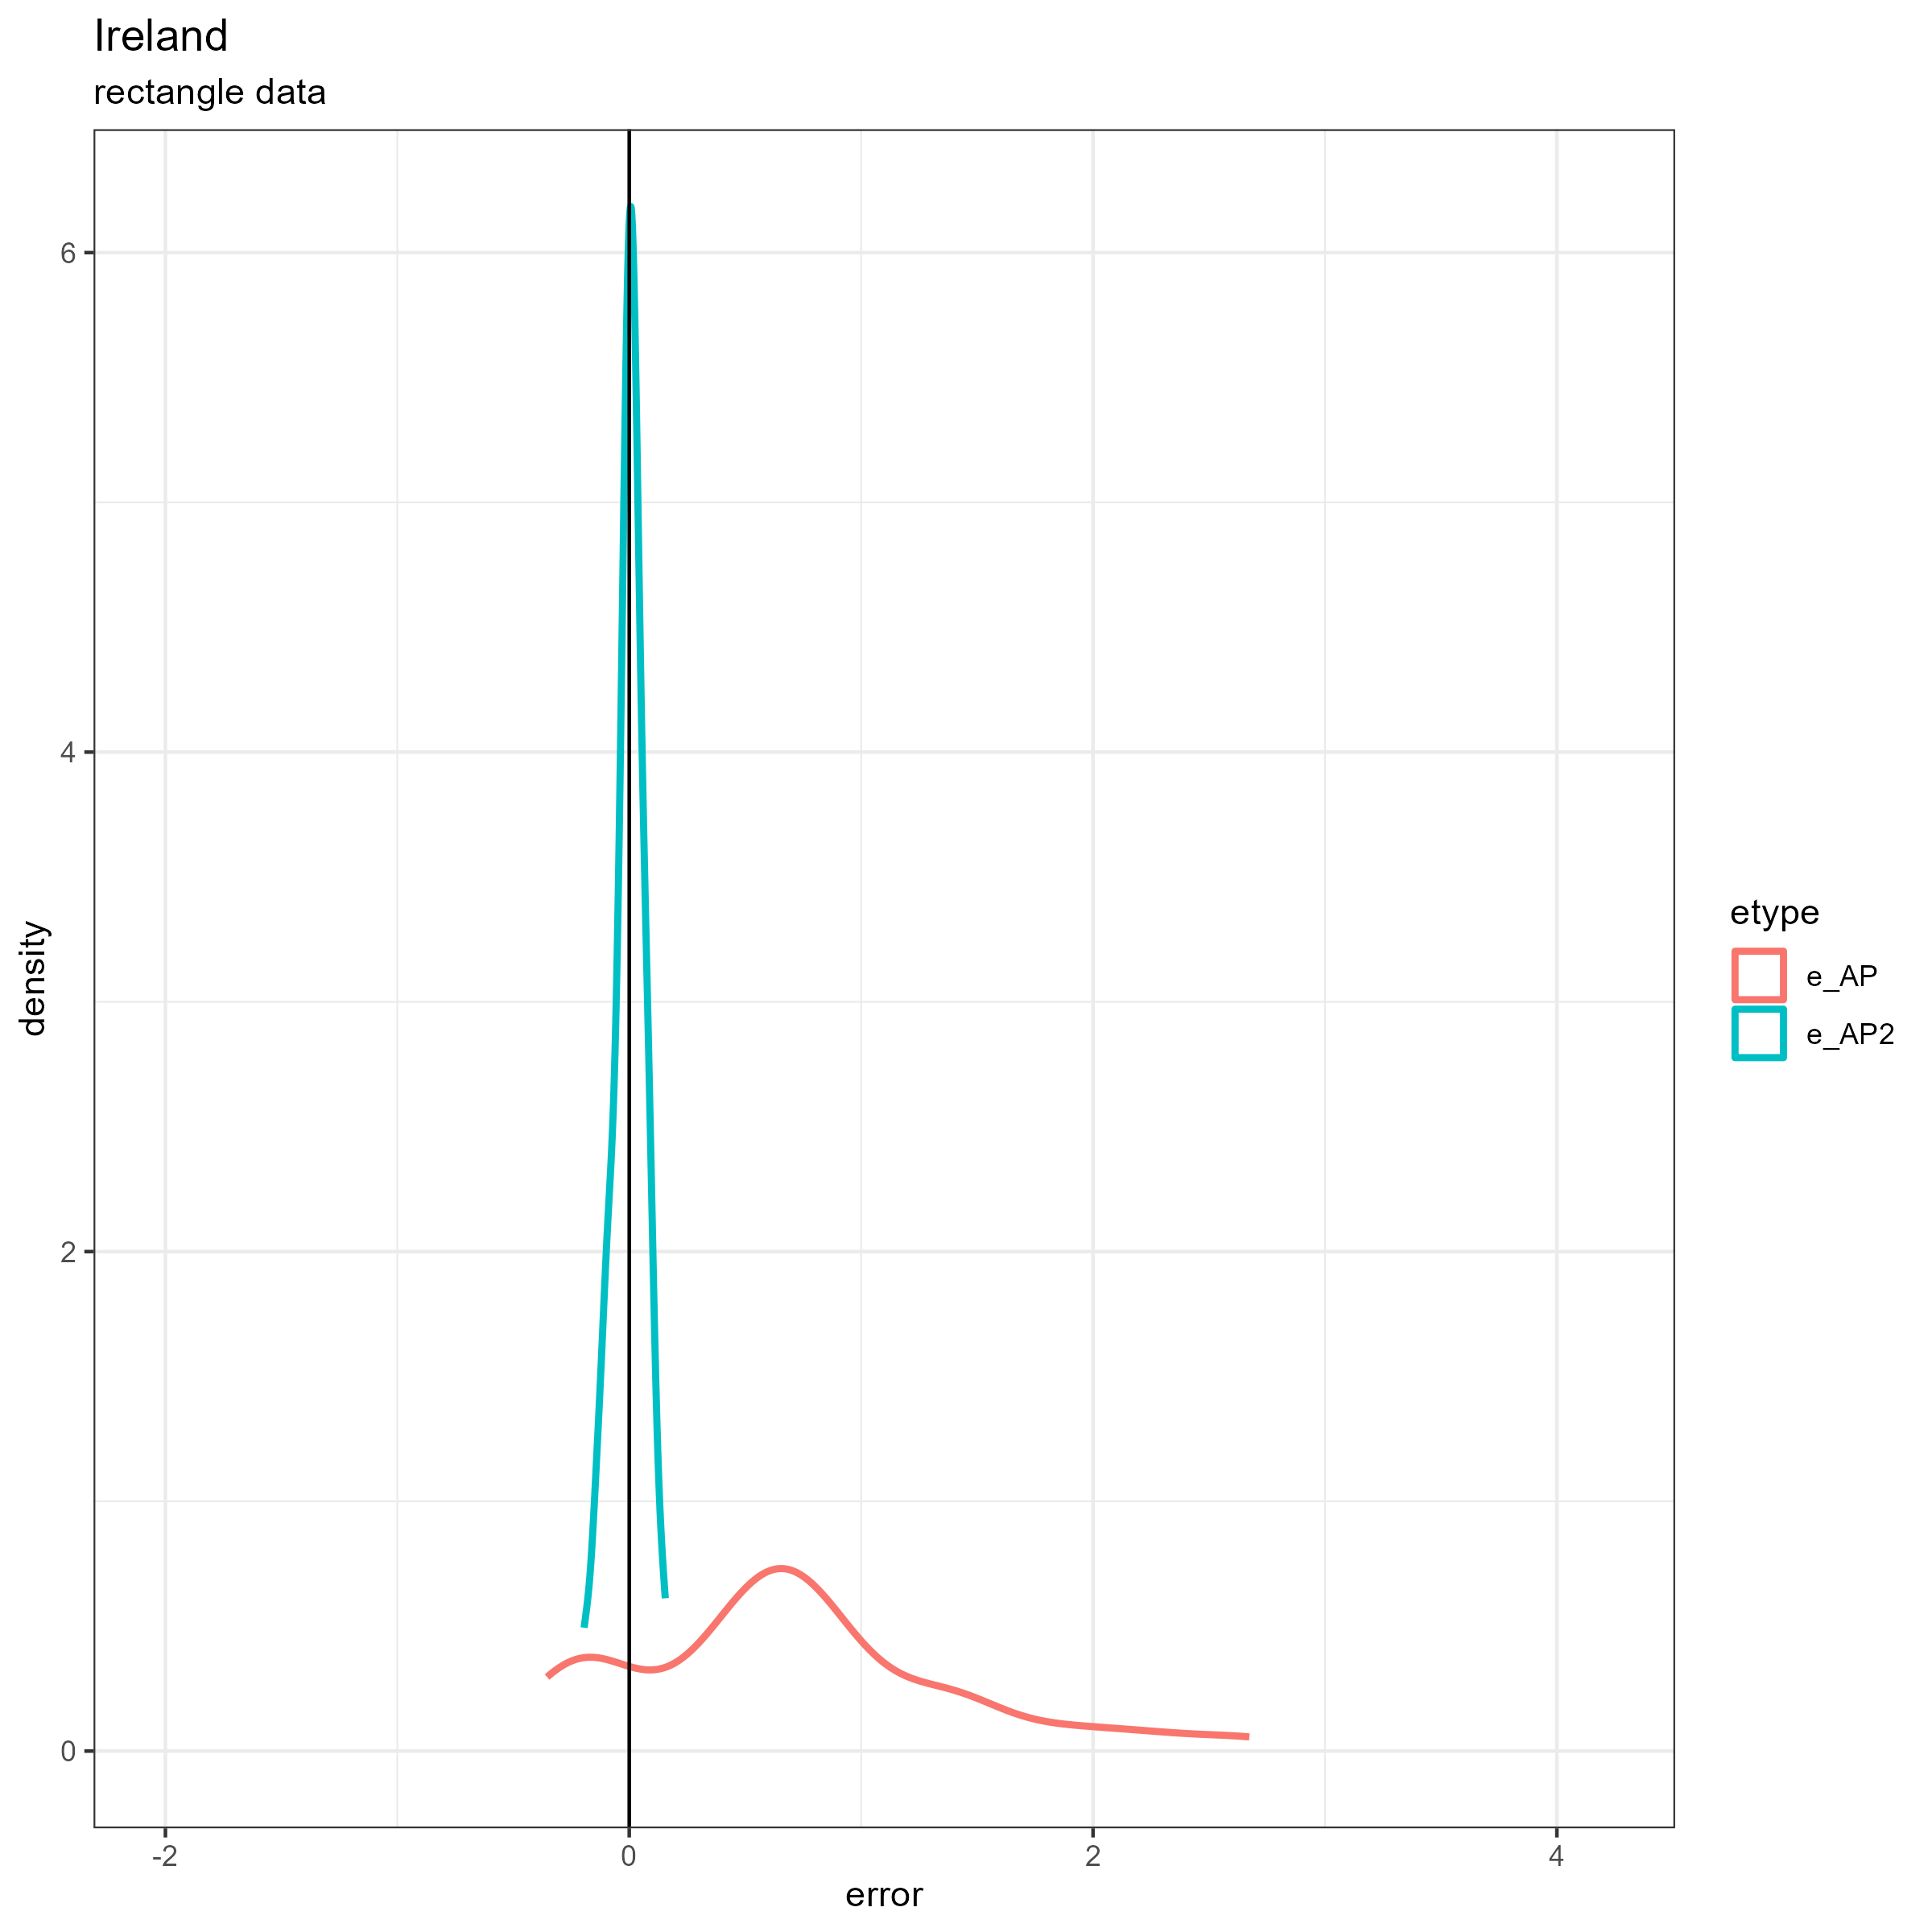 Ireland
rectangle data
6
4
2
0
density
-2
0
2
4
error
etype
e_AP
e_AP2